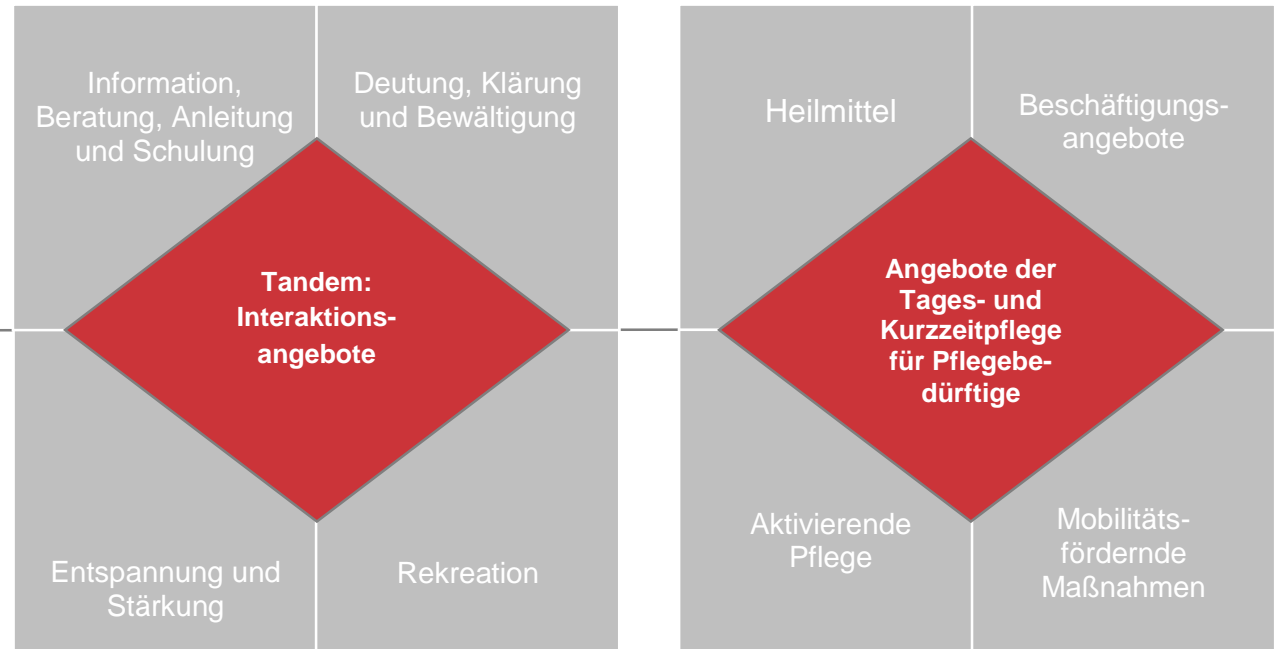 Information,
Beratung, Anleitung
und Schulung
Deutung, Klärung
und Bewältigung
Tandem:
Interaktions-
angebote
Entspannung und
Stärkung
Rekreation
Heilmittel
Beschäftigungs-
angebote
Angebote der
Tages- und
Kurzzeitpflege
für Pflegebe-
dürftige
Aktivierende
Pflege
Mobilitäts-
fördernde
Maßnahmen